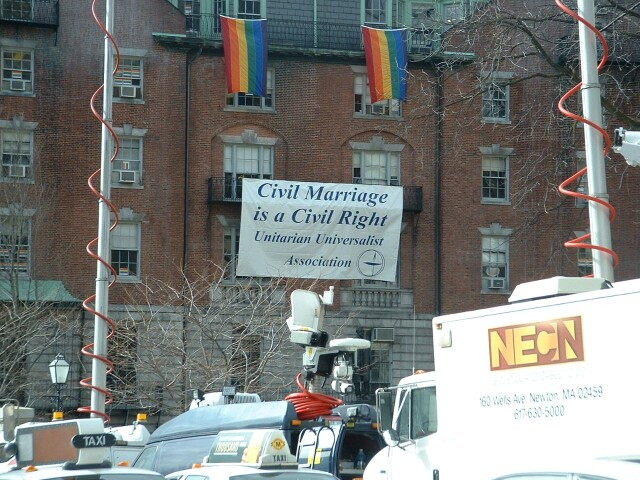 Civil Marriage
is a Civil Right
Unitarian Universalist
Association
NECN
160 Wells Ave. Newton, MA 02459
617-630-5000
TAXI
THOUSAND
TAXI